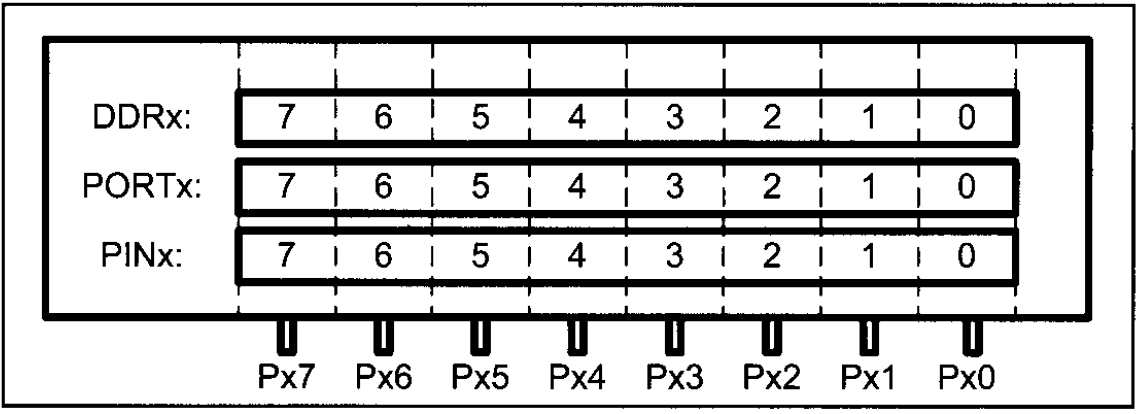 DDRx: 7 6 5 4 3 2 1 0
PORTx: 7 6 5 4 3 2 1 0
PINx: 7 6 5 4 3 2 1 0
Px7 Px6 Px5 Px4 Px3 Px2 Px1 Px0